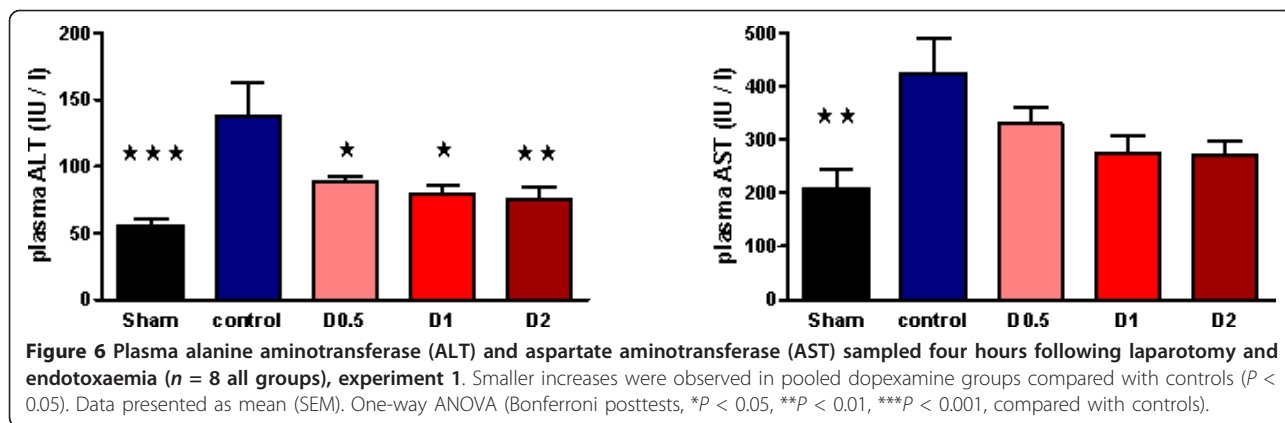 200
150
100
50
0
plasma ALT (IU / l)
★★★
★
★
★★
Sham control D0.5 D1 D2
500
400
300
200
100
0
plasma AST (IU / l)
★★
Sham control D0.5 D1 D2
Figure 6 Plasma alanine aminotransferase (ALT) and aspartate aminotransferase (AST) sampled four hours following laparotomy and
endotoxaemia (n = 8 all groups), experiment 1. Smaller increases were observed in pooled dopexamine groups compared with controls (P <
0.05). Data presented as mean (SEM). One-way ANOVA (Bonferroni posttests, *P < 0.05, **P < 0.01, ***P < 0.001, compared with controls).